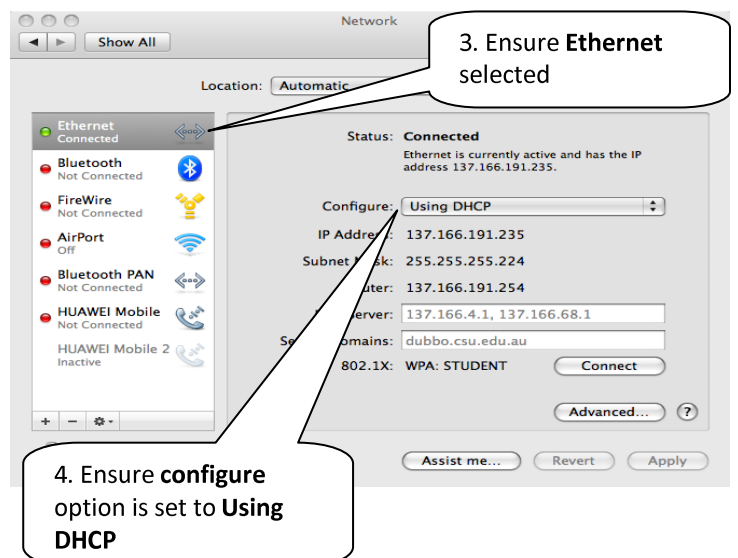 Network
Show All
3. Ensure Ethernet
selected
Location: Automatic
Ethernet
Connected
Bluetooth
Not Connected
FireWire
Not Connected
AirPort
Off
Bluetooth PAN
Not Connected
HUAWEI Mobile
Not Connected
HUAWEI Mobile 2
Inactive
+ −
Status: Connected
Ethernet is currently active and has the IP
address 137.166.191.235.
Configure: Using DHCP
IP Address: 137.166.191.235
Subnet Mask: 255.255.255.224
137.166.191.254
137.166.4.1, 137.166.68.1
dubbo.csu.edu.au
802.1X: WPA: STUDENT Connect
Advanced... ?
Assist me... Revert Apply
4. Ensure configure
option is set to Using
DHCP